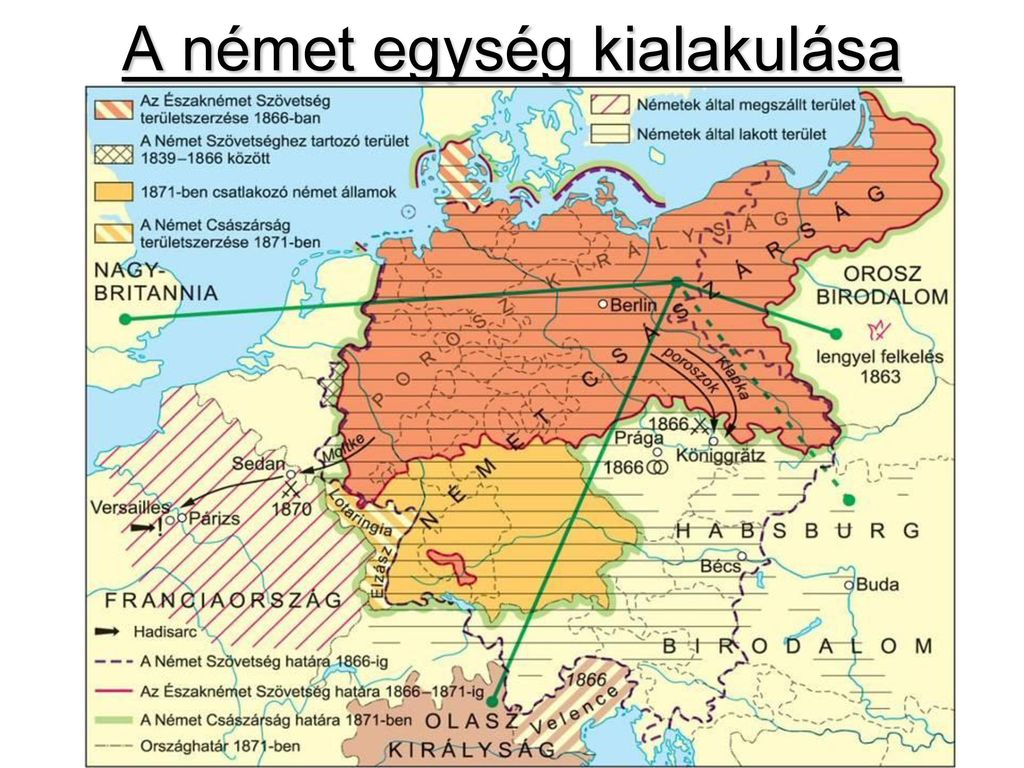 A német egység kialakulása
Az Északnémet Szövetség
területszerzése 1866-ban
A Német Szövetséghez tartozó terület
1839–1866 között
1871-ben csatlakozó német államok
A Német Császárság
területszerzése 1871-ben
Németek által megszállt terület
Németek által lakott terület
NAGY-
BRITANNIA
POROSZ KIRÁLYSÁG
NÉMET CSÁSZÁRSÁG
Berlin
OROSZ
BIRODALOM
lengyel felkelés
1863
poroszok
Klapka
1866
Prága
1866
Königgrätz
Moltke
Sedan
1870
Versailles
!
Párizs
Lotaringia
Elzász
HABSBURG
Bécs
Buda
FRANCIAORSZÁG
BIRODALOM
Hadisarc
A Német Szövetség határa 1866-ig
Az Északnémet Szövetség határa 1866–1871-ig
A Német Császárság határa 1871-ben
Országhatár 1871-ben
1866
Velence
OLASZ
KIRÁLYSÁG